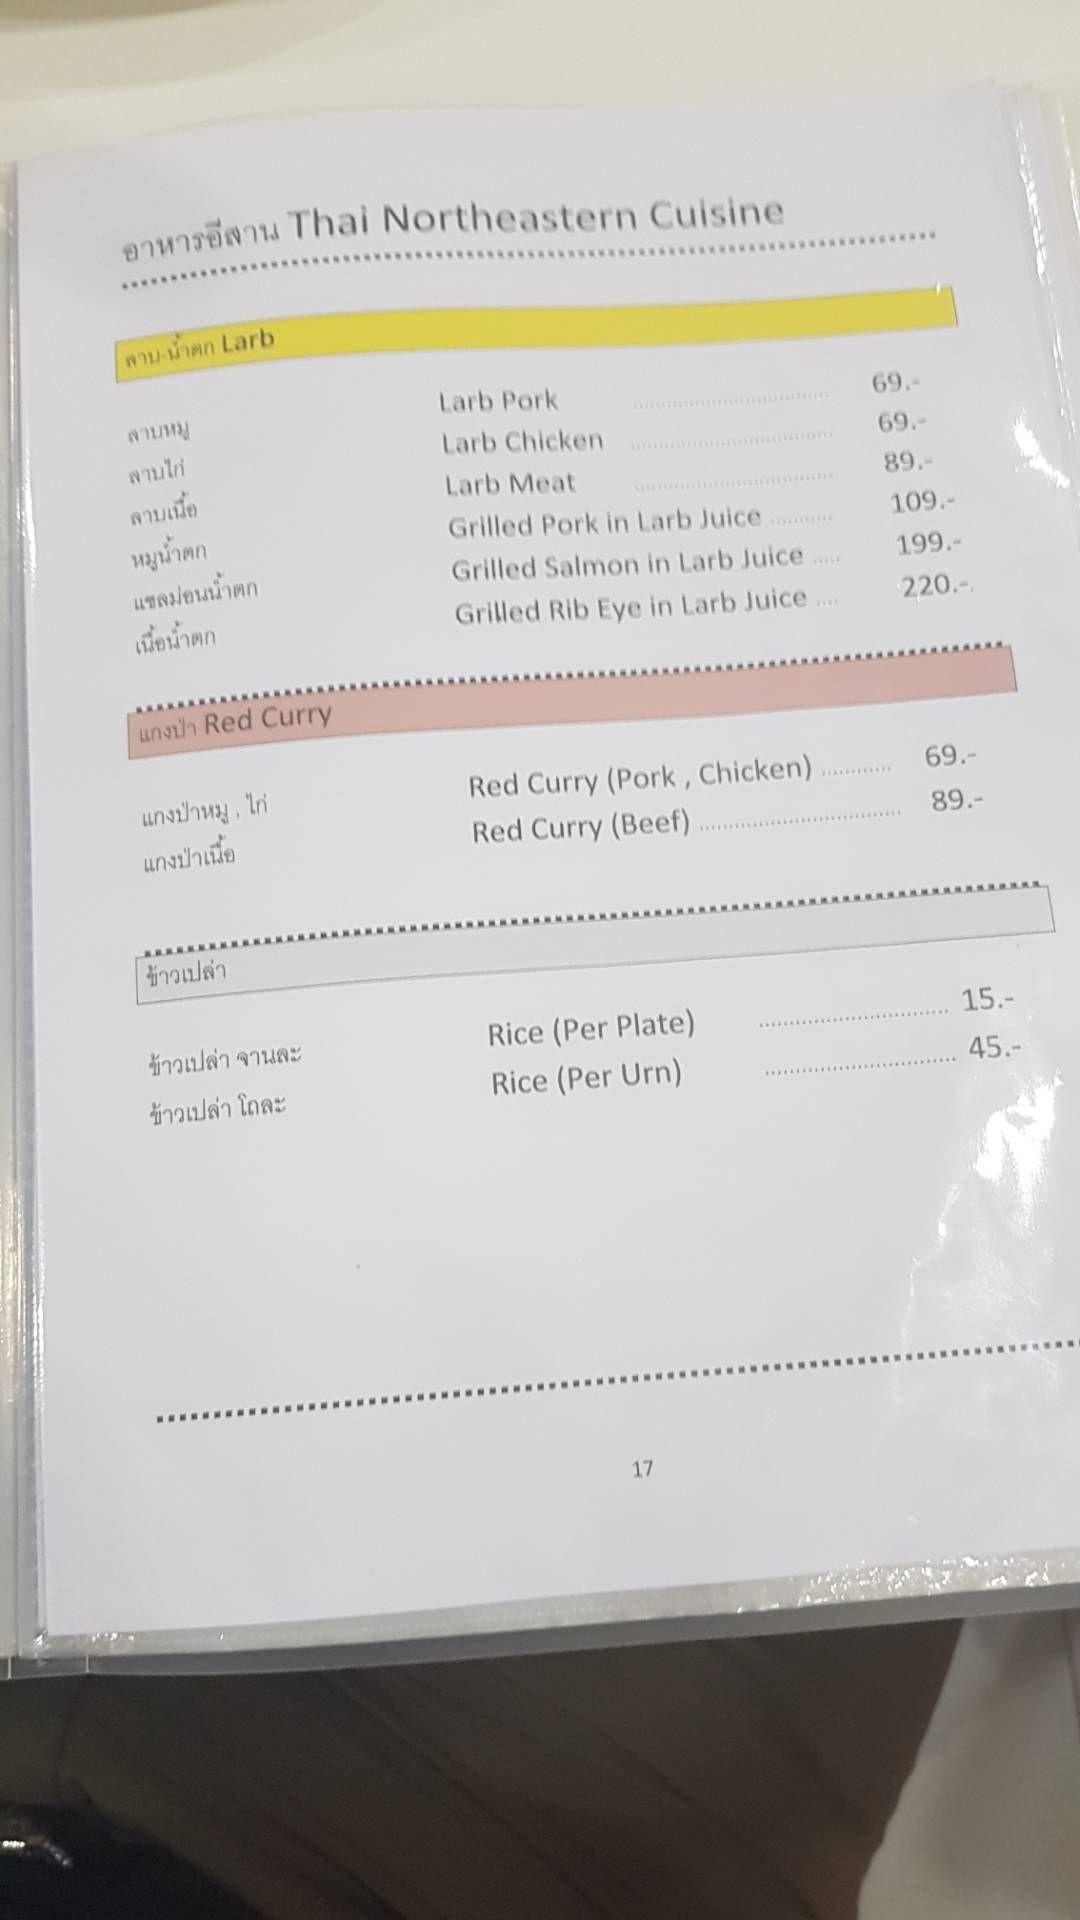 อาหารอีสาน Thai Northeastern Cuisine
ลาบ-น้ำตก Larb
ลาบหมู Larb Pork ................................. 69.-
ลาบไก่ Larb Chicken .................................. 69.-
ลาบเนื้อ Larb Meat ................................. 89.-
หมูน้ำตก Grilled Pork in Larb Juice ........... 109.-
แซลม่อนน้ำตก Grilled Salmon in Larb Juice ..... 199.-
เนื้อน้ำตก Grilled Rib Eye in Larb Juice .... 220.-
แกงป่า Red Curry
แกงป่าหมู , ไก่ Red Curry (Pork , Chicken) ............ 69.-
แกงป่าเนื้อ Red Curry (Beef) .................................. 89.-
ข้าวเปล่า
ข้าวเปล่า จานละ Rice (Per Plate) ................................ 15.-
ข้าวเปล่า โถละ Rice (Per Urn) ................................ 45.-
17